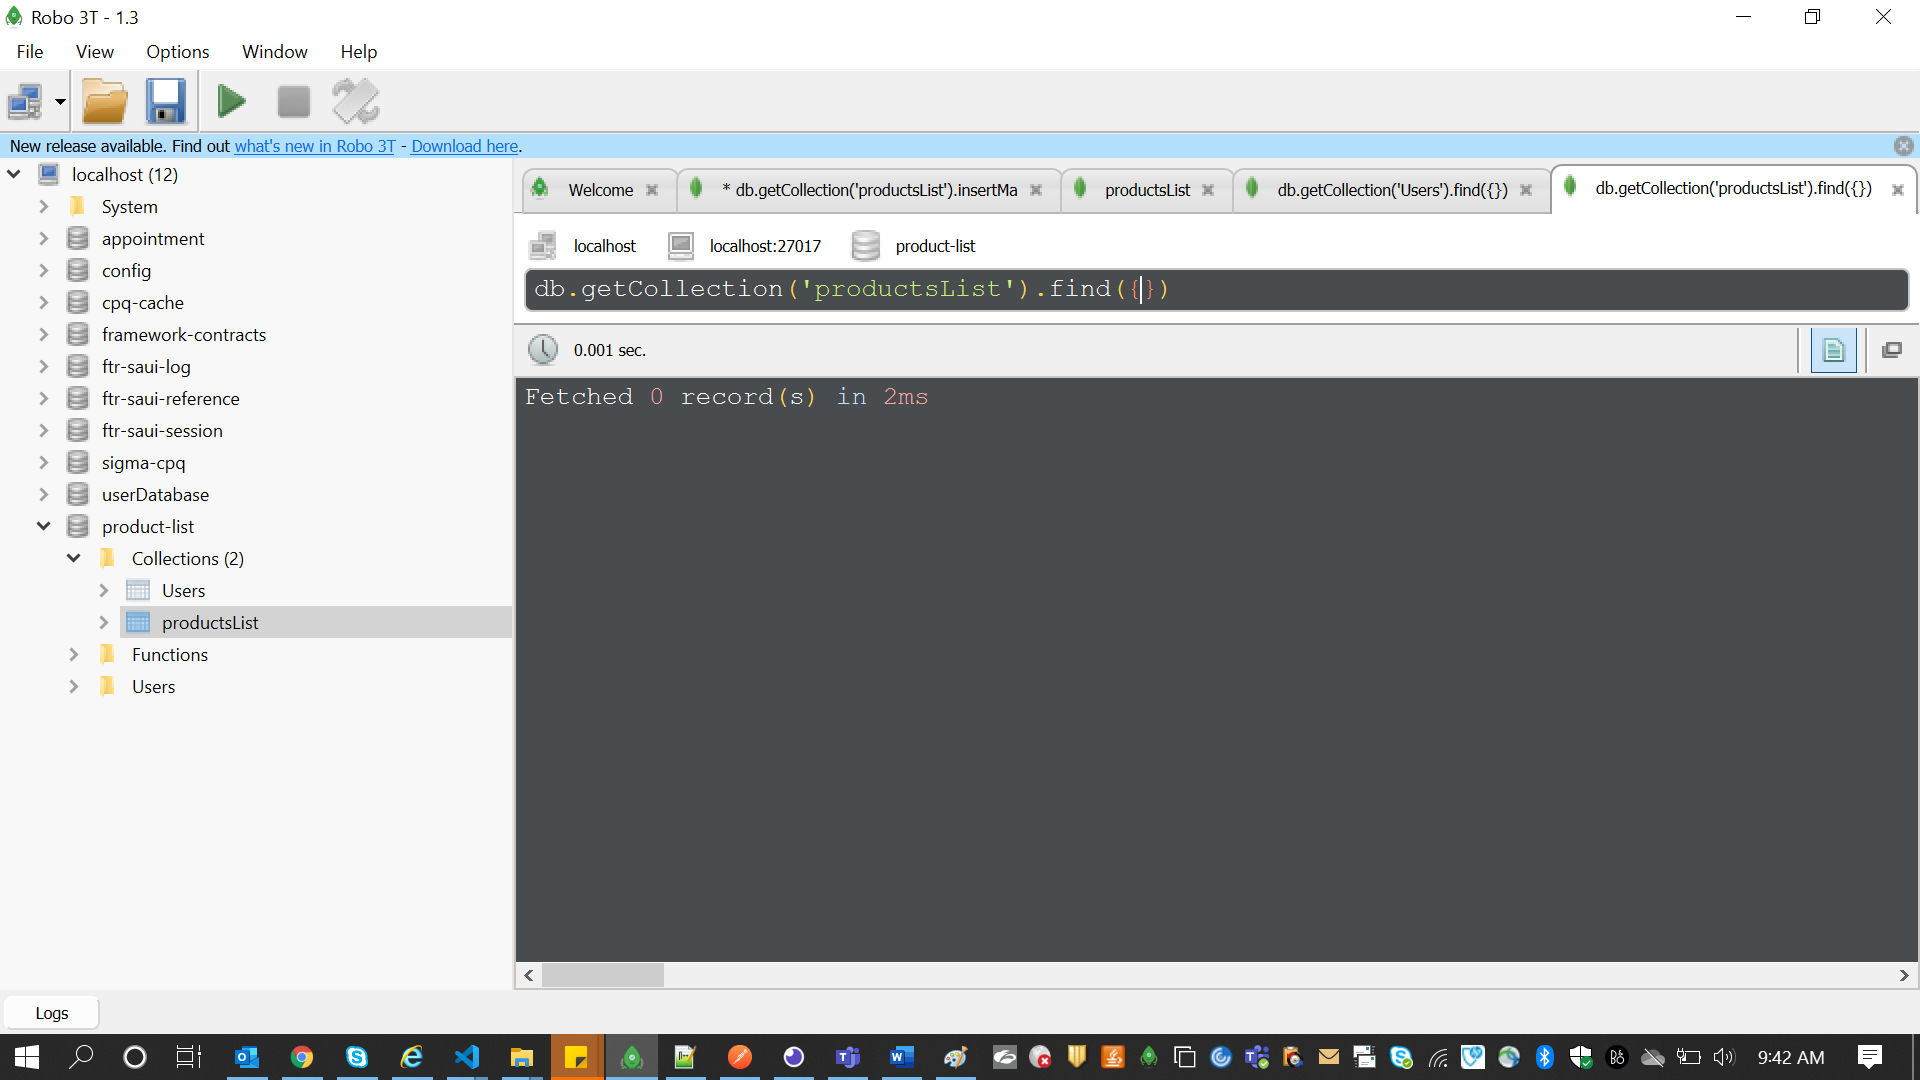 Robo 3T - 1.3
File View Options Window Help
New release available. Find out what's new in Robo 3T - Download here.
localhost (12)
System
appointment
config
cpq-cache
framework-contracts
ftr-saui-log
ftr-saui-reference
ftr-saui-session
sigma-cpq
userDatabase
product-list
Collections (2)
Users
productsList
Functions
Users
Welcome * db.getCollection('productsList').insertMa productsList db.getCollection('Users').find({}) db.getCollection('productsList').find({})
localhost localhost:27017 product-list
db.getCollection('productsList').find({})
0.001 sec.
Fetched 0 record(s) in 2ms
Logs
9:42 AM